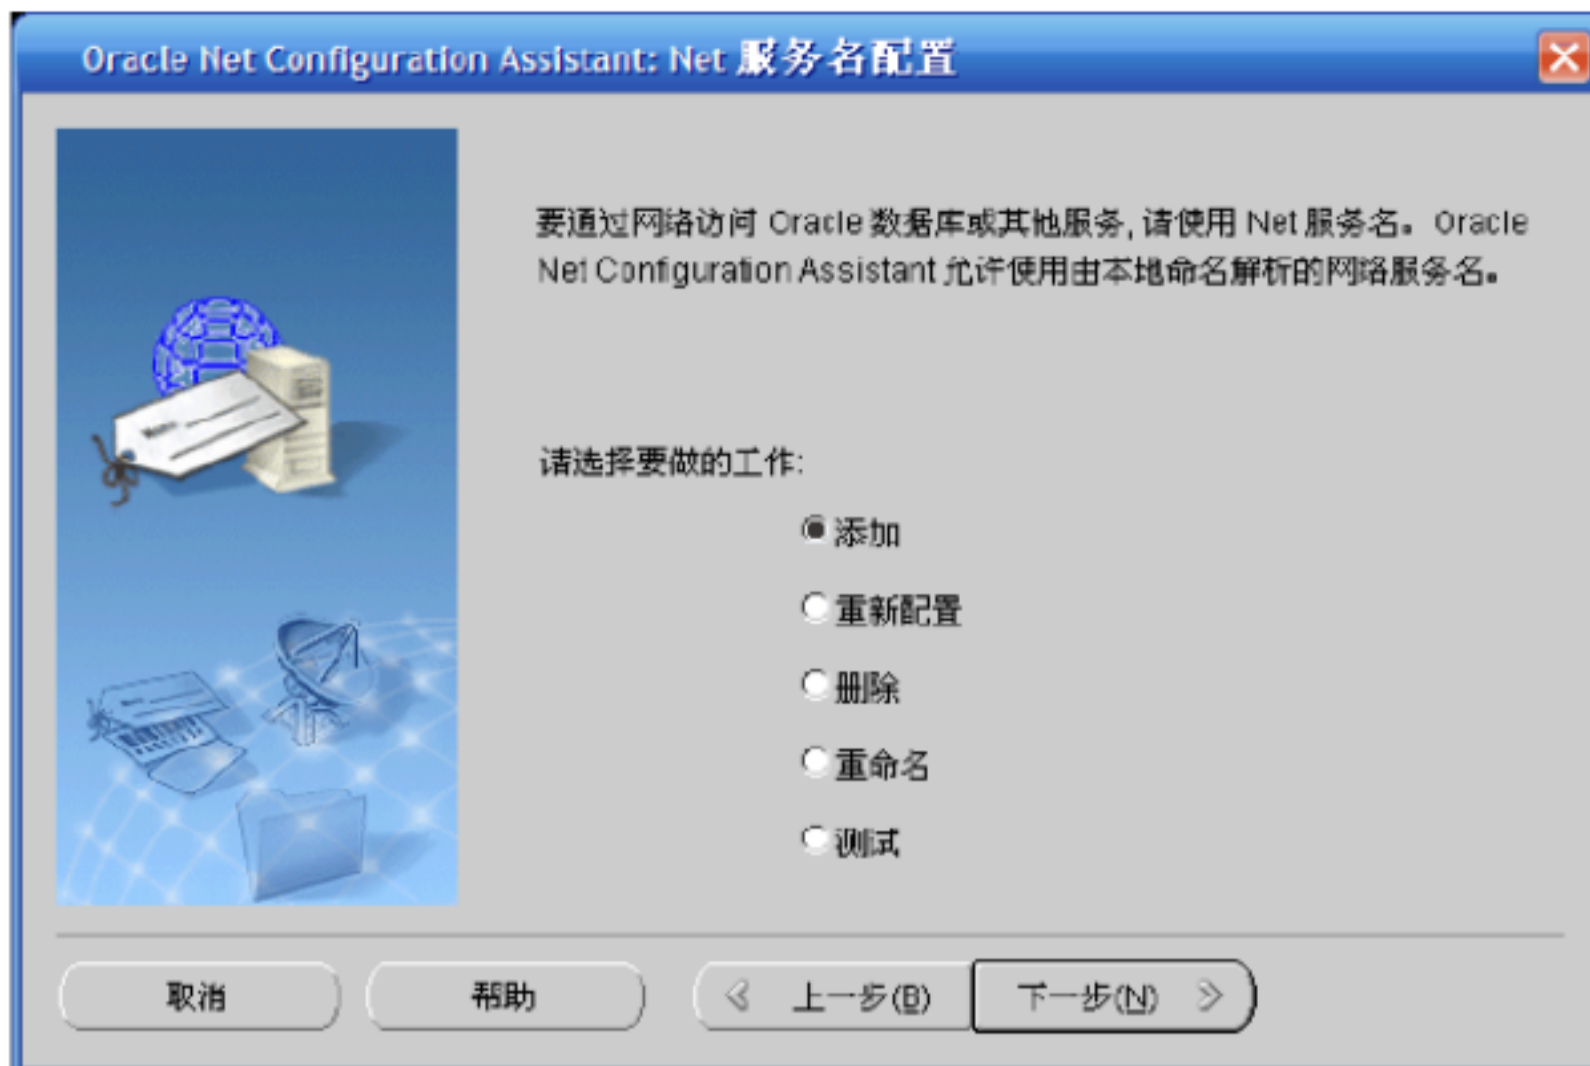 Oracle Net Configuration Assistant: Net 服务名配置
要通过网络访问 Oracle 数据库或其他服务, 请使用 Net 服务名。Oracle
Net Configuration Assistant 允许使用由本地命名解析的网络服务名。
请选择要做的工作:
添加
重新配置
删除
重命名
测试
取消
帮助
上一步(B)
下一步(N)